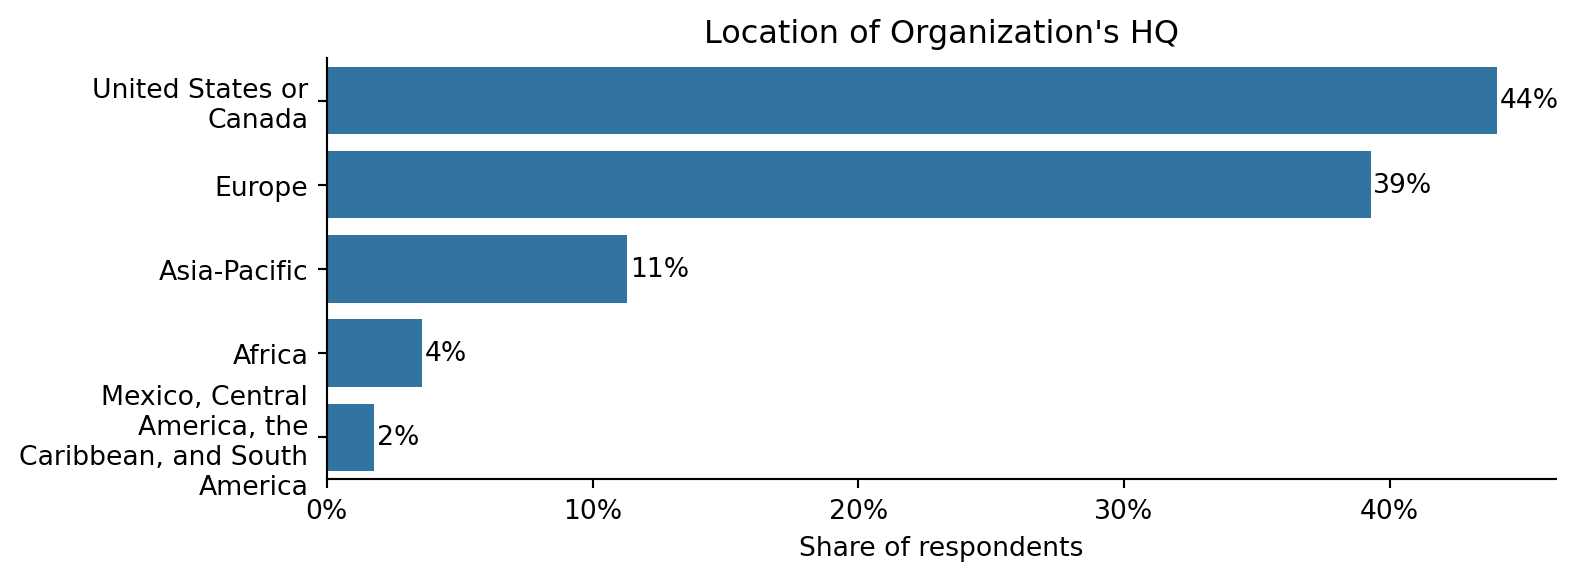 Location of Organization's HQ
United States or
Canada
44%
Europe
39%
Asia-Pacific
11%
Africa
4%
Mexico, Central
America, the
Caribbean, and South
America
2%
0%
10%
20%
30%
40%
Share of respondents